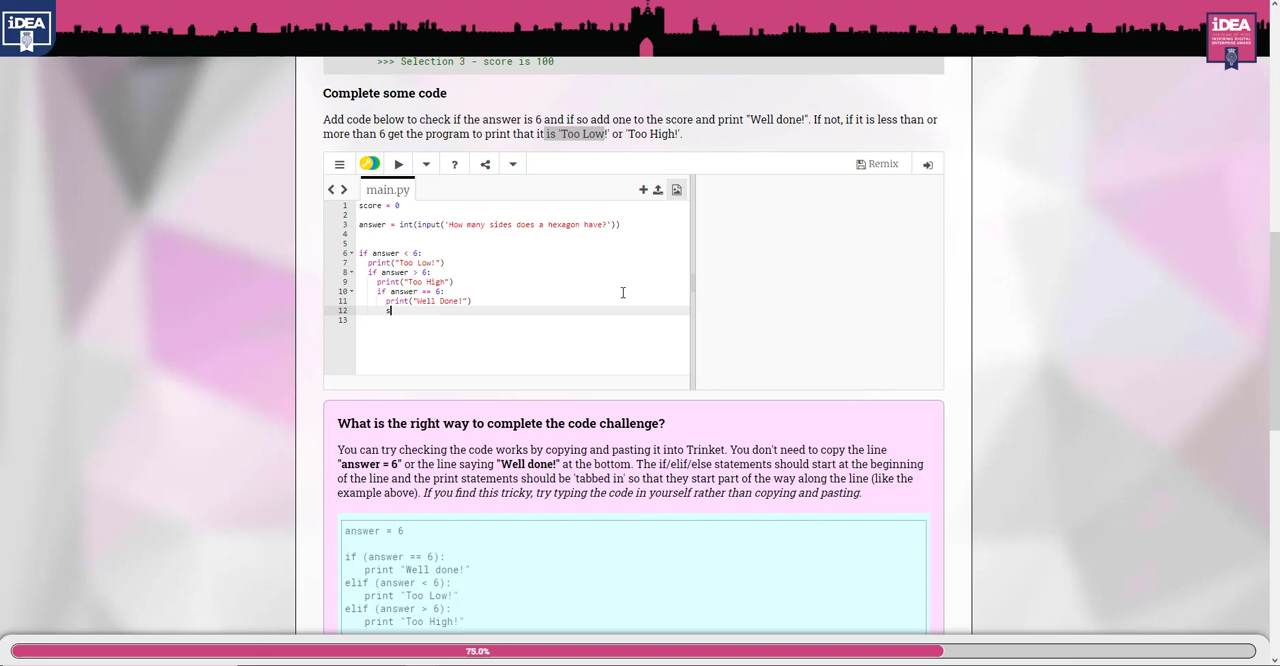 iDEA
iDEA
INSPIRING DIGITAL
ENTERPRISE AWARD
>>> Selection 3 - score is 100
Complete some code
Add code below to check if the answer is 6 and if so add one to the score and print "Well done!". If not, if it is less than or
more than 6 get the program to print that it is 'Too Low!' or 'Too High!'.
?
Remix
main.py
1 score = 0
2
3 answer = int(input('How many sides does a hexagon have?'))
4
5
6 if answer < 6:
7 print("Too Low!")
8 if answer > 6:
9 print("Too High")
10 if answer == 6:
11 print("Well Done!")
12 s
13
What is the right way to complete the code challenge?
You can try checking the code works by copying and pasting it into Trinket. You don't need to copy the line
"answer = 6" or the line saying "Well done!" at the bottom. The if/elif/else statements should start at the beginning
of the line and the print statements should be 'tabbed in' so that they start part of the way along the line (like the
example above). If you find this tricky, try typing the code in yourself rather than copying and pasting.
answer = 6
if (answer == 6):
print "Well done!"
elif (answer < 6):
print "Too Low!"
elif (answer > 6):
print "Too High!"
75.0%